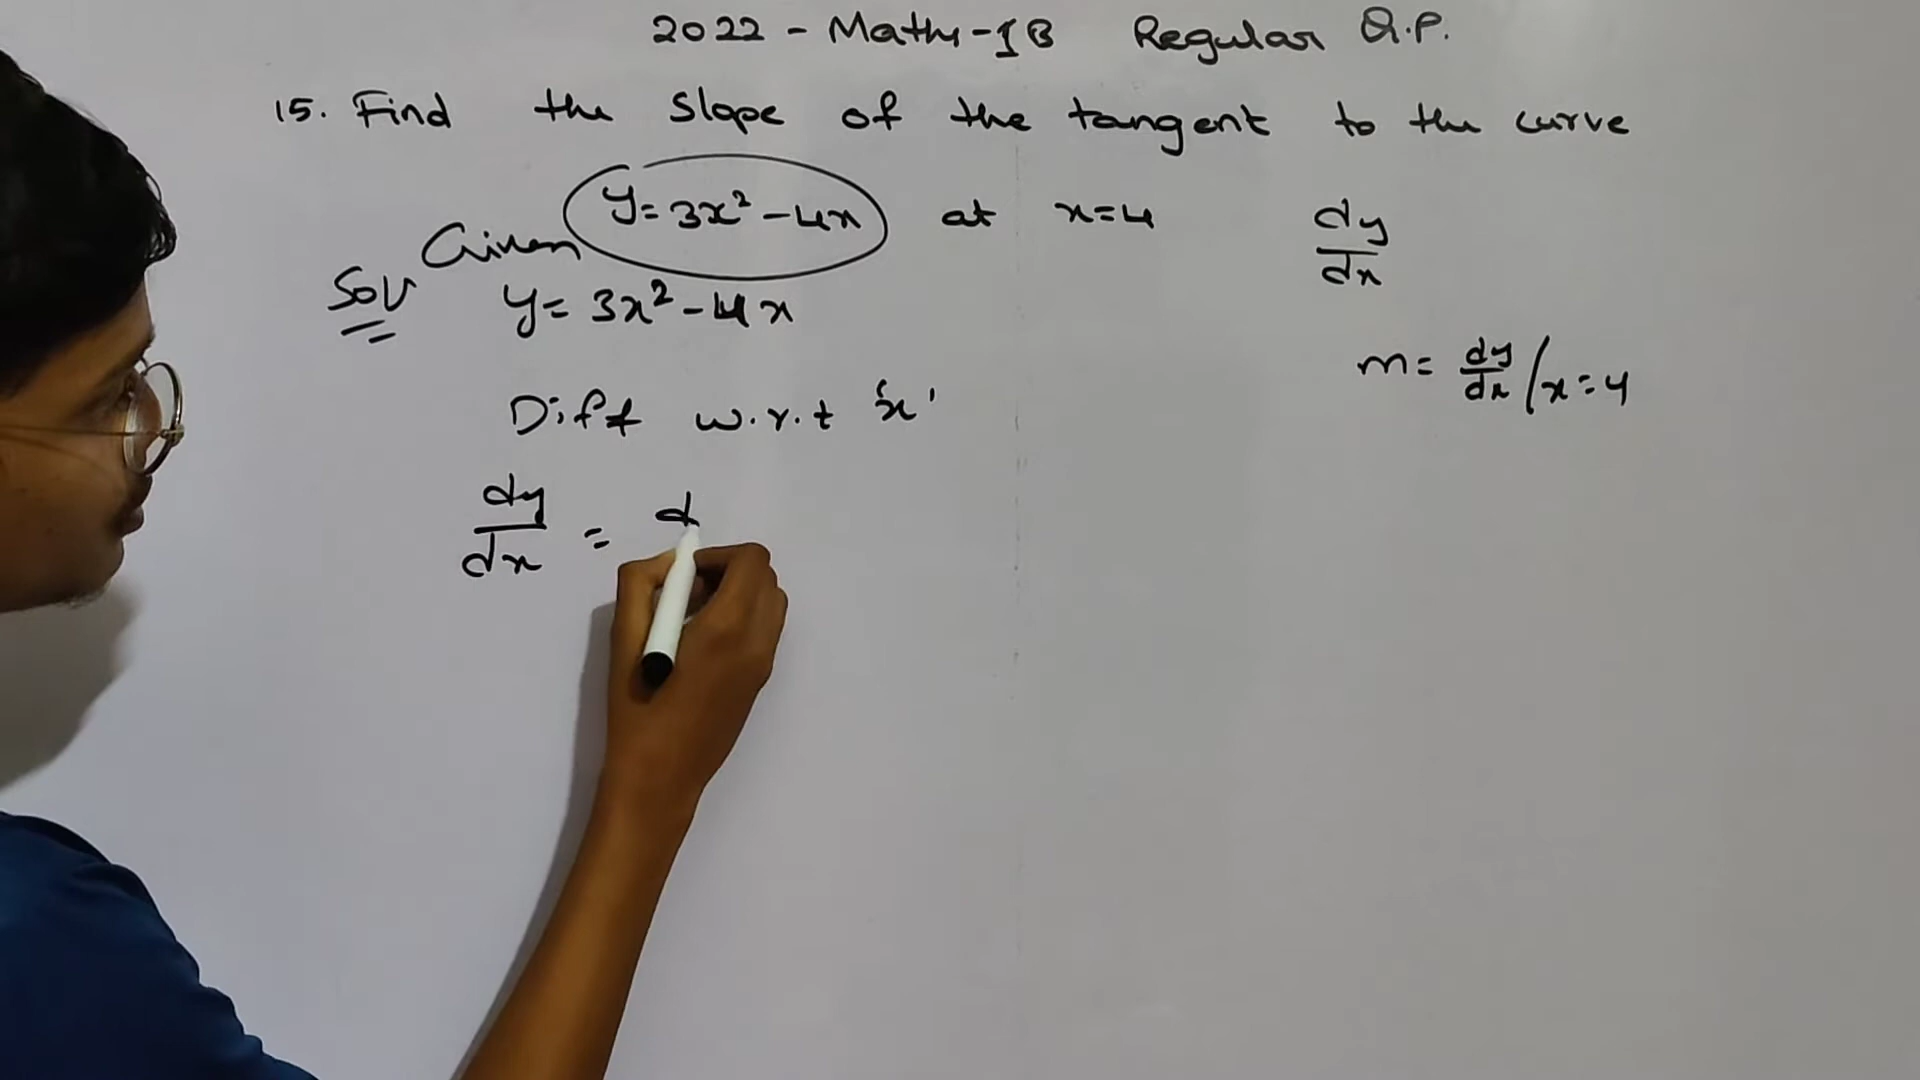 2022 - Maths-1B Regular Q.P.
15. Find the Slope of the tangent to the curve
y=3x² -4x at x=4
dy/dx
Given
Sol
y= 3x² - 4x
m= dy/dx / x=4
Diff w.r.t 'x'
dy/dx = d